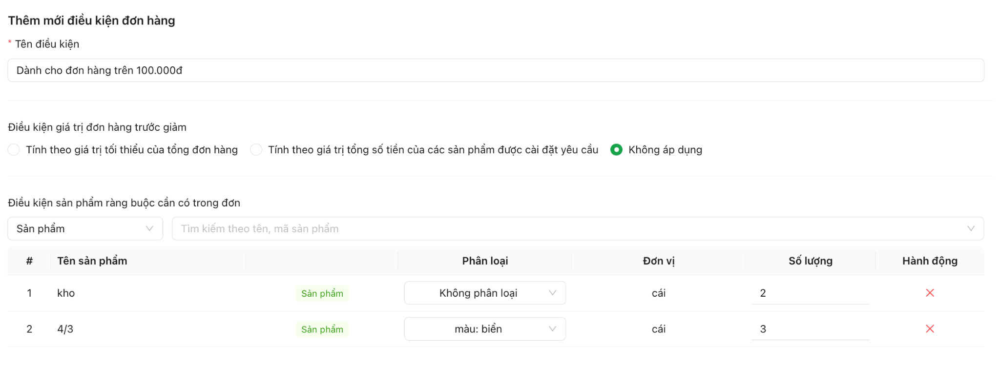 Thêm mới điều kiện đơn hàng
* Tên điều kiện
Dành cho đơn hàng trên 100.000đ
Điều kiện giá trị đơn hàng trước giảm
Tính theo giá trị tối thiểu của tổng đơn hàng Tính theo giá trị tổng số tiền của các sản phẩm được cài đặt yêu cầu Không áp dụng
Điều kiện sản phẩm ràng buộc cần có trong đơn
Sản phẩm Tìm kiếm theo tên, mã sản phẩm
# Tên sản phẩm Phân loại Đơn vị Số lượng Hành động
1 kho Sản phẩm Không phân loại cái 2
2 4/3 Sản phẩm màu: biển cái 3